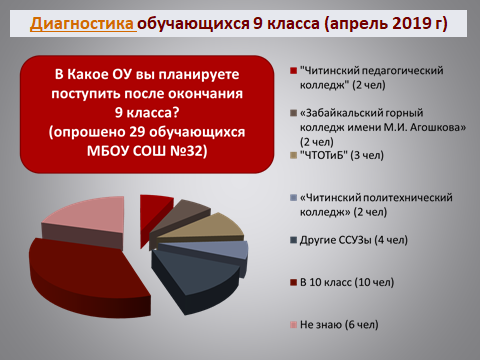 Диагностика обучающихся 9 класса (апрель 2019 г)
В Какое ОУ вы планируете
поступить после окончания
9 класса?
(опрошено 29 обучающихся
МБОУ СОШ №32)
"Читинский педагогический
колледж" (2 чел)
«Забайкальский горный
колледж имени М.И. Агошкова»
(2 чел)
"ЧТОТиБ" (3 чел)
«Читинский политехнический
колледж» (2 чел)
Другие ССУЗы (4 чел)
В 10 класс (10 чел)
Не знаю (6 чел)